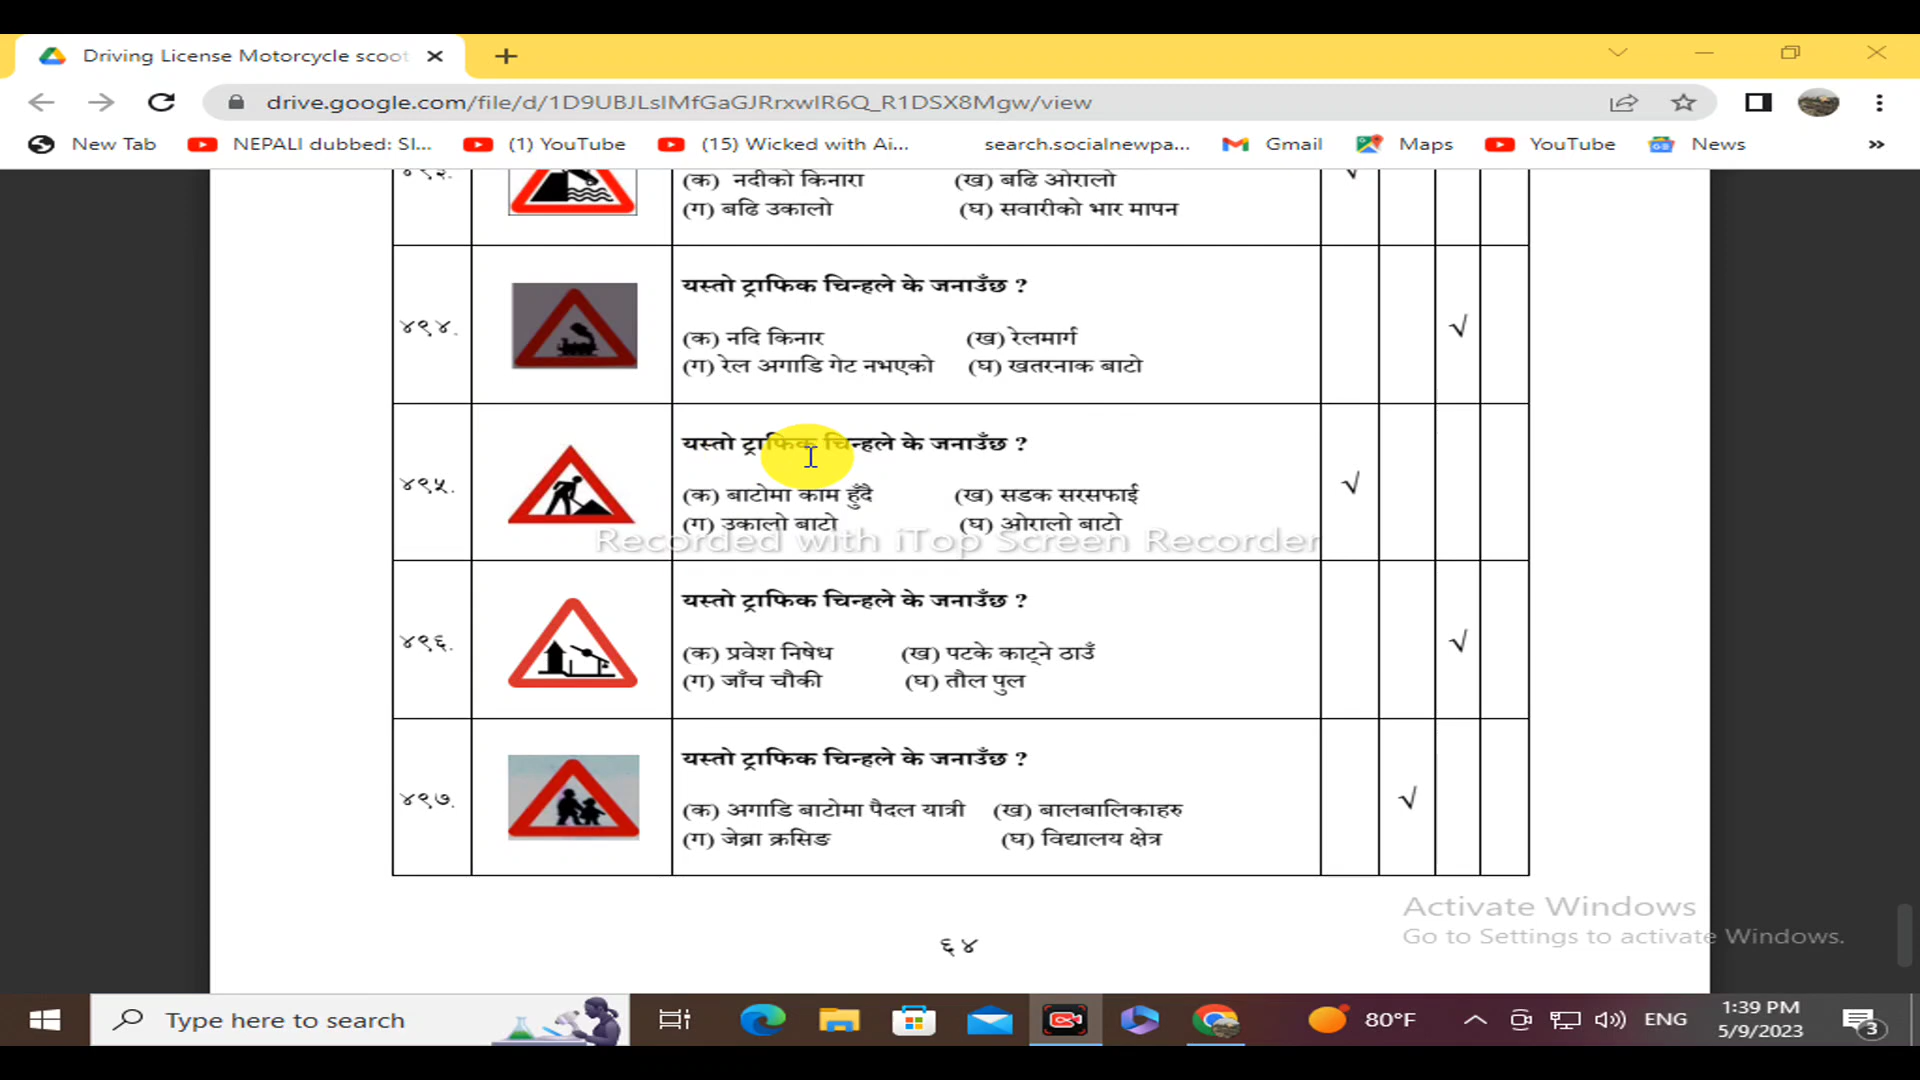 Driving License Motorcycle scoot
drive.google.com/file/d/1D9UBJLslMfGaGJRrxwlR6Q_R1DSX8Mgw/view
New Tab NEPALI dubbed: SI... (1) YouTube (15) Wicked with Ai... search.socialnewpa... Gmail Maps YouTube News »
४९३. (क) नदीको किनारा (ख) बढि ओरालो √
(ग) बढि उकालो (घ) सवारीको भार मापन
यस्तो ट्राफिक चिन्हले के जनाउँछ ?
४९४. (क) नदि किनार (ख) रेलमार्ग √
(ग) रेल अगाडि गेट नभएको (घ) खतरनाक बाटो
यस्तो ट्राफिक चिन्हले के जनाउँछ ?
४९५. (क) बाटोमा काम हुँदै (ख) सडक सरसफाई √
(ग) उकालो बाटो (घ) ओरालो बाटो
Recorded with iTop Screen Recorder
यस्तो ट्राफिक चिन्हले के जनाउँछ ?
४९६. (क) प्रवेश निषेध (ख) पटके काट्ने ठाउँ √
(ग) जाँच चौकी (घ) तौल पुल
यस्तो ट्राफिक चिन्हले के जनाउँछ ?
४९७. (क) अगाडि बाटोमा पैदल यात्री (ख) बालबालिकाहरु √
(ग) जेब्रा क्रसिङ (घ) विद्यालय क्षेत्र
६४
Activate Windows
Go to Settings to activate Windows.
Type here to search 80°F ENG 1:39 PM
5/9/2023 3